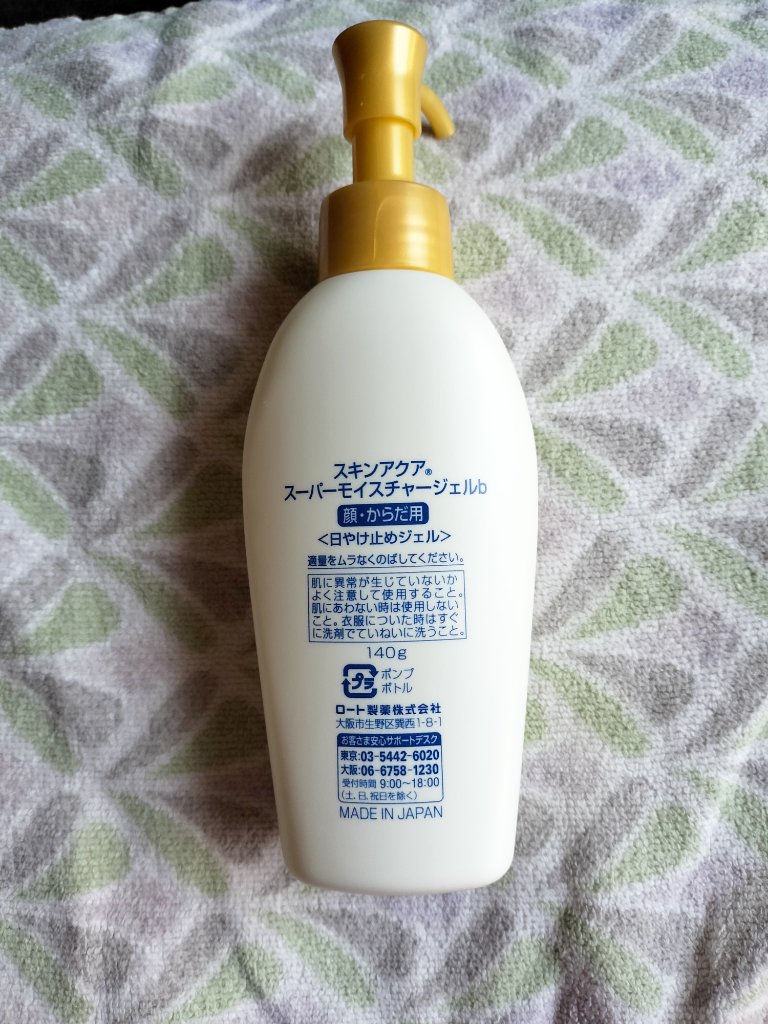 スキンアクア®
スーパーモイスチャージェルb
顔・からだ用
<日やけ止めジェル>
適量をムラなくのばしてください。
肌に異常が生じていないか
よく注意して使用すること。
肌にあわない時は使用しない
こと。衣服についた時はすぐ
に洗剤でていねいに洗うこと。
140g
プラ
ポンプ
ボトル
ロート製薬株式会社
大阪市生野区巽西1-8-1
お客さま安心サポートデスク
東京:03-5442-6020
大阪:06-6758-1230
受付時間 9:00〜18:00
(土、日、祝日を除く)
MADE IN JAPAN